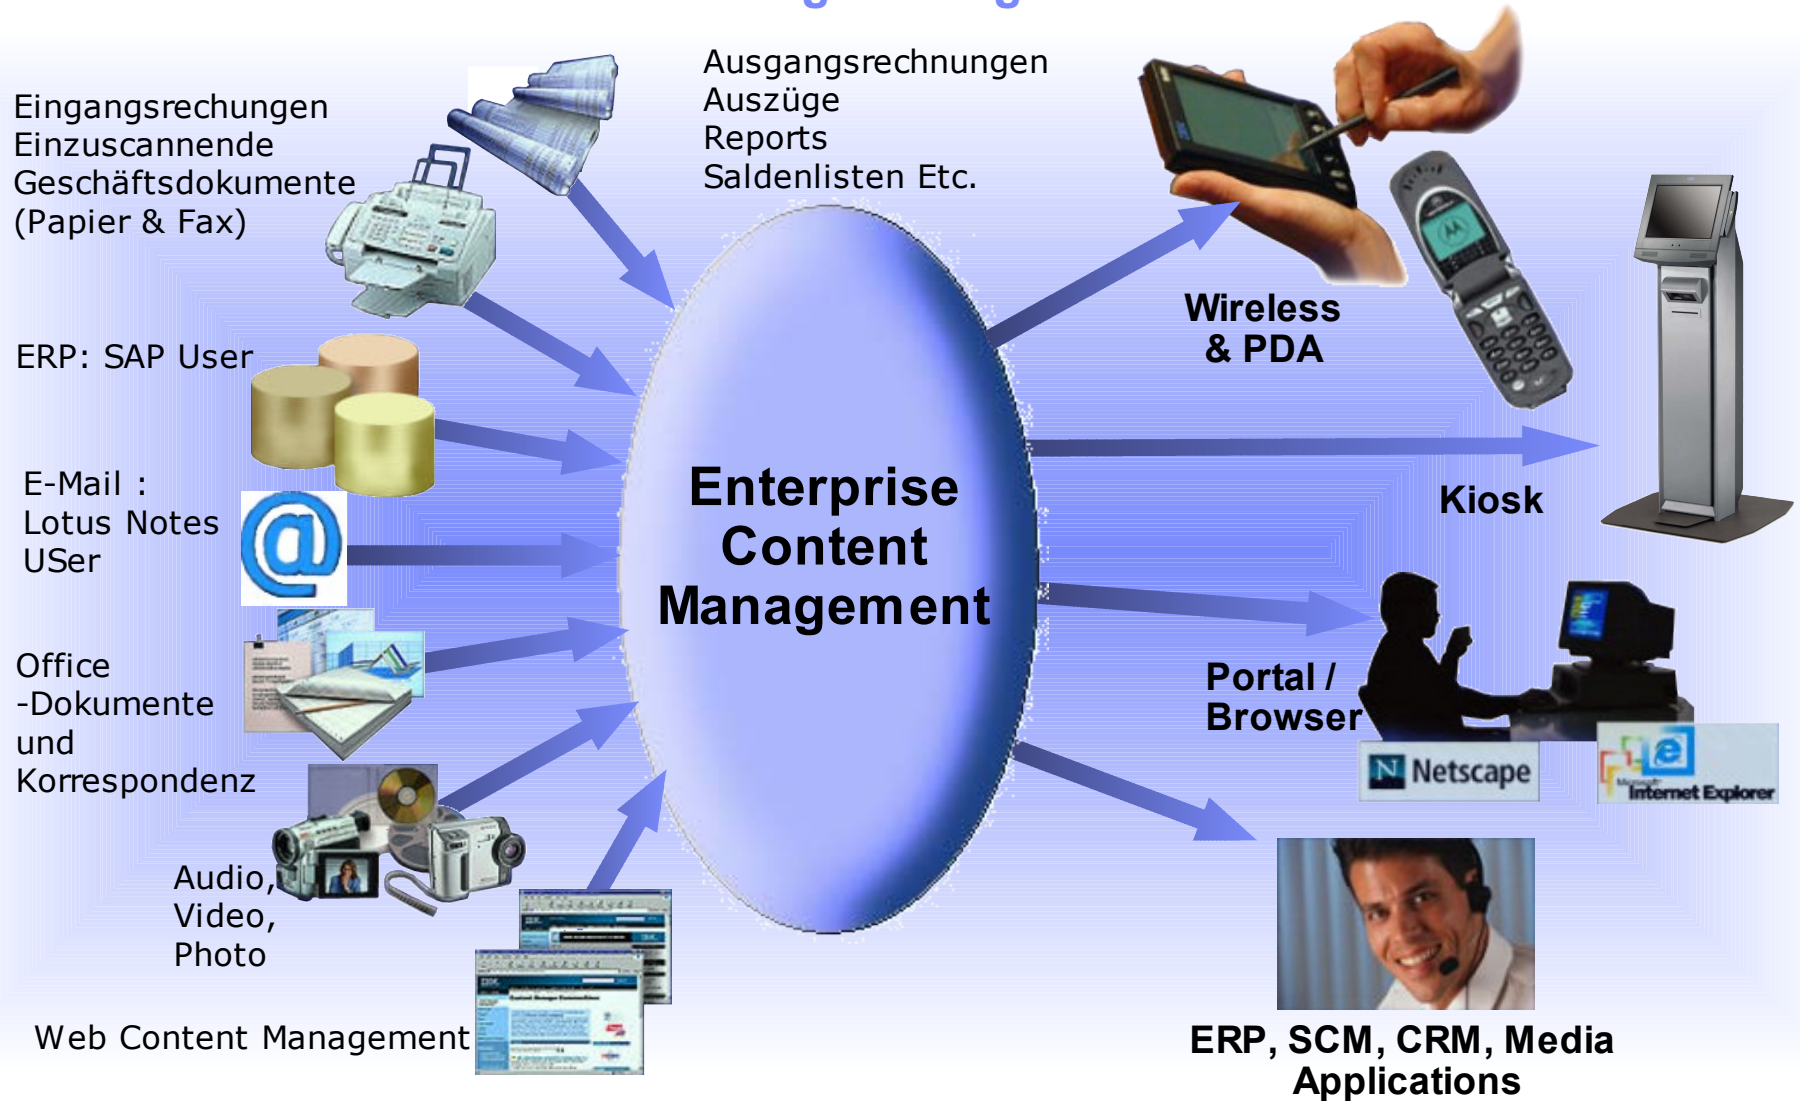 Ausgangsrechnungen
Auszüge
Reports
Saldenlisten Etc.
Eingangsrechungen
Einzuscannende
Geschäftsdokumente
(Papier & Fax)
ERP: SAP User
E-Mail :
Lotus Notes
USer
Office
-Dokumente
und
Korrespondenz
Audio,
Video,
Photo
Web Content Management
Enterprise
Content
Management
Wireless
& PDA
Kiosk
Portal /
Browser
N Netscape
Microsoft
Internet Explorer
ERP, SCM, CRM, Media
Applications